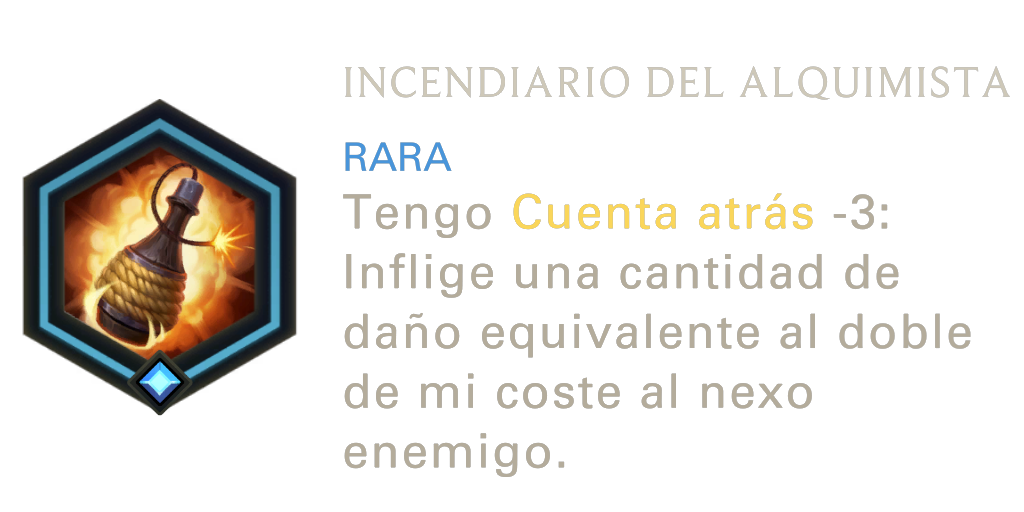 INCENDIARIO DEL ALQUIMISTA
RARA
Tengo Cuenta atrás -3:
Inflige una cantidad de
daño equivalente al doble
de mi coste al nexo
enemigo.